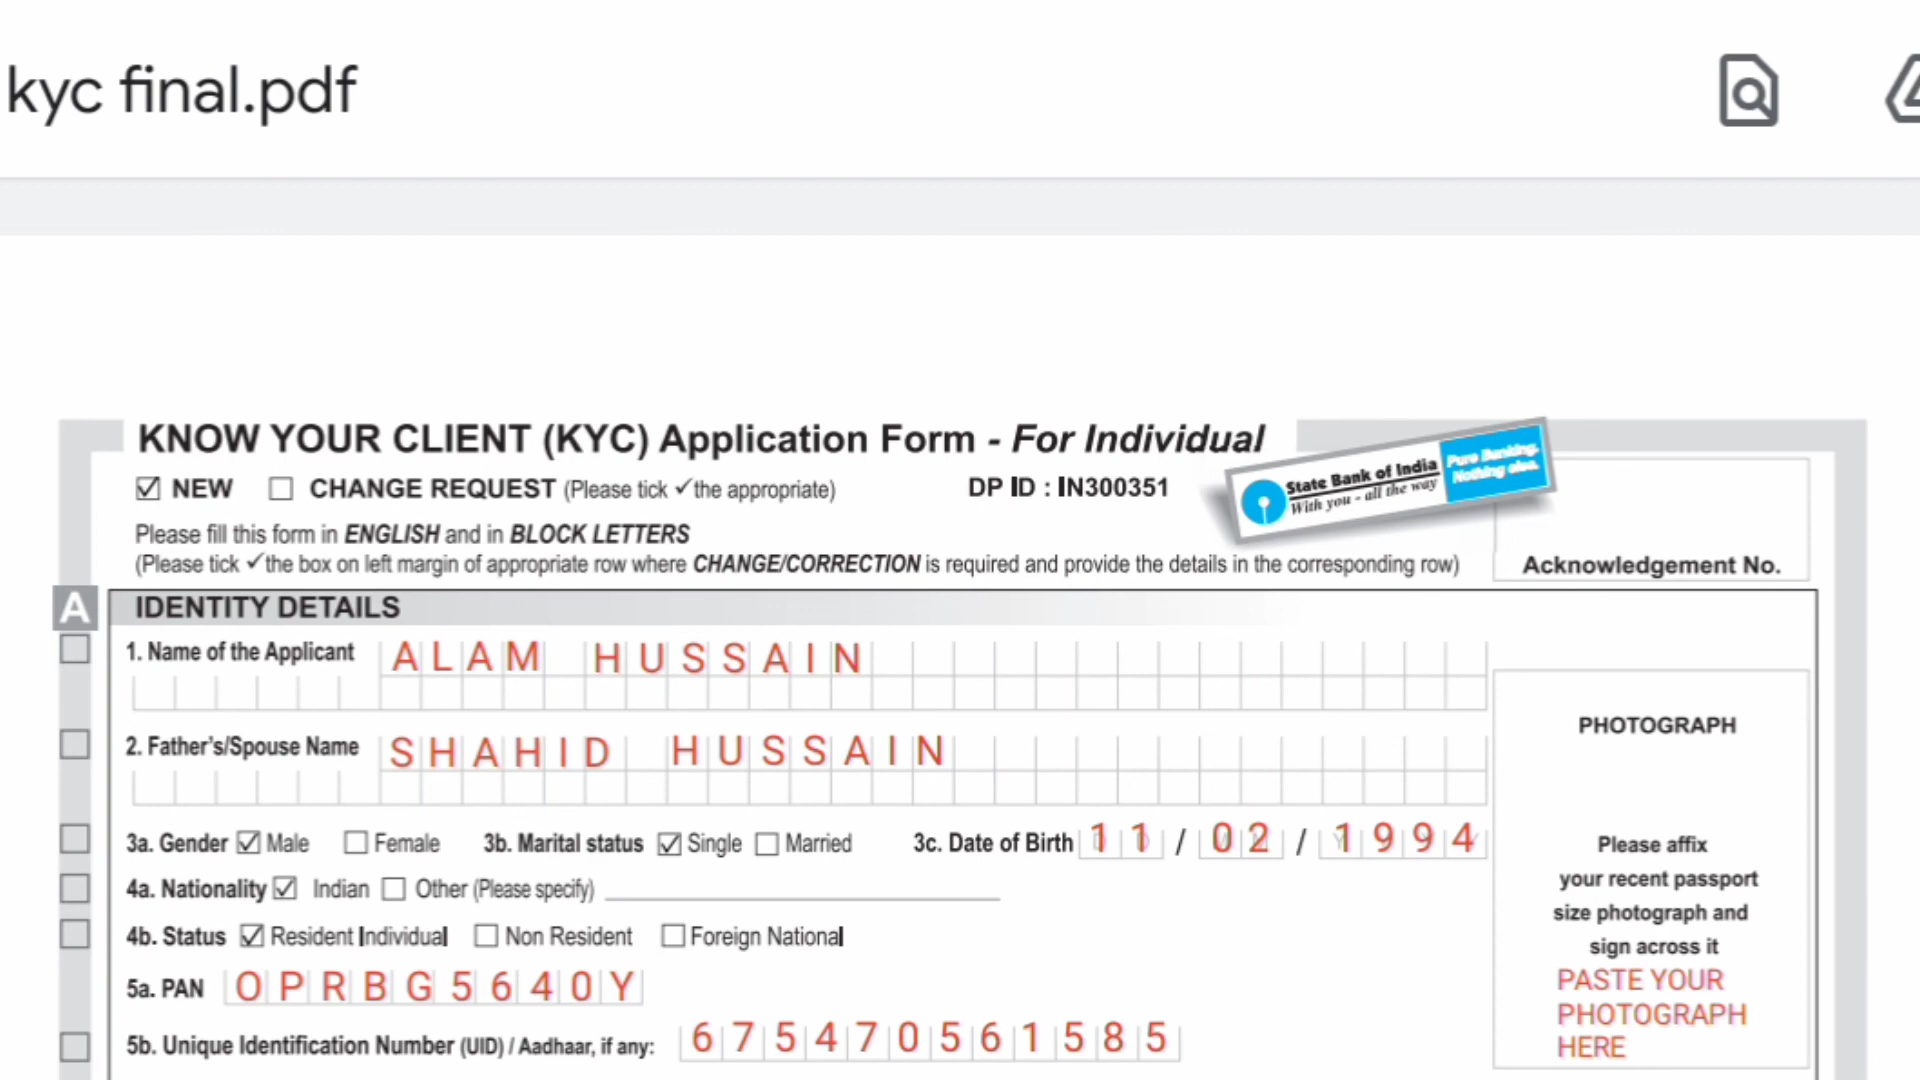 kyc final.pdf
KNOW YOUR CLIENT (KYC) Application Form - For Individual
NEW CHANGE REQUEST (Please tick ✓the appropriate) DP ID : IN300351
State Bank of India
With you - all the way
Pure Banking.
Nothing else.
Please fill this form in ENGLISH and in BLOCK LETTERS
(Please tick ✓the box on left margin of appropriate row where CHANGE/CORRECTION is required and provide the details in the corresponding row)
Acknowledgement No.
A IDENTITY DETAILS
1. Name of the Applicant ALAM HUSSAIN
2. Father's/Spouse Name SHAHID HUSSAIN
3a. Gender Male Female 3b. Marital status Single Married 3c. Date of Birth 11 / 02 / 1994
4a. Nationality Indian Other (Please specify)
4b. Status Resident Individual Non Resident Foreign National
5a. PAN OPRBG5640Y
5b. Unique Identification Number (UID) / Aadhaar, if any: 675470561585
PHOTOGRAPH
Please affix
your recent passport
size photograph and
sign across it
PASTE YOUR
PHOTOGRAPH
HERE